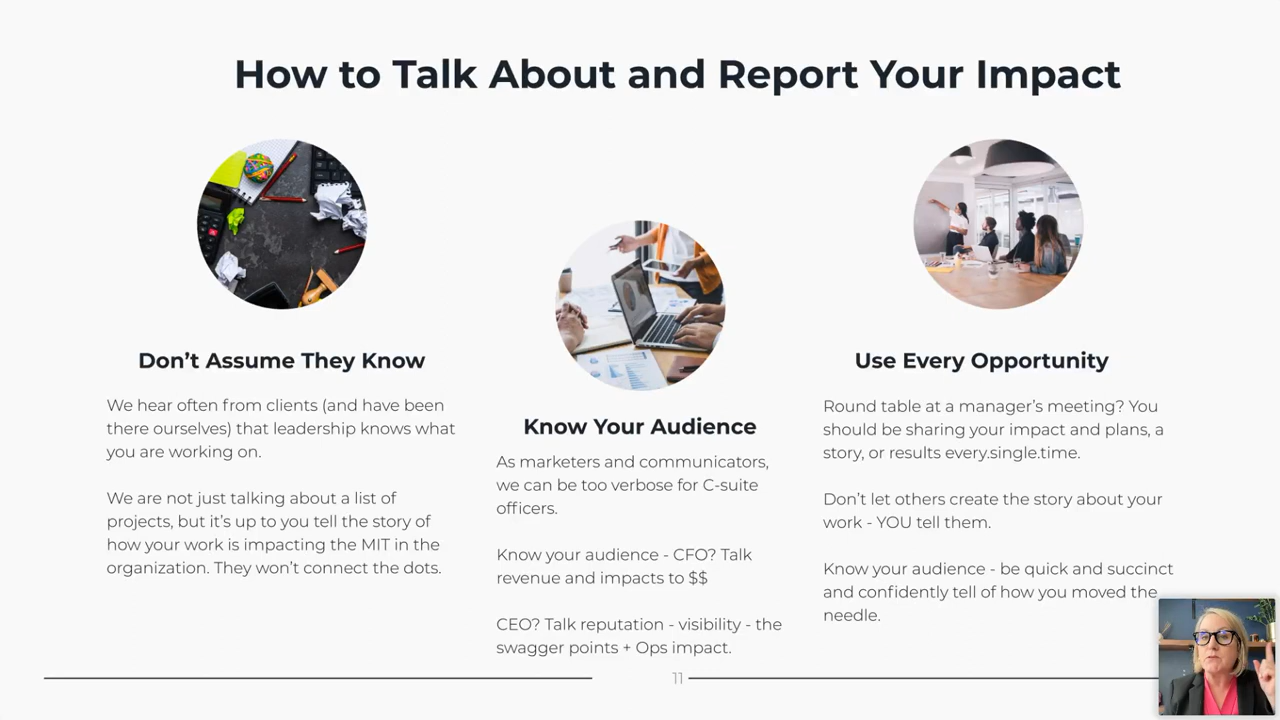 How to Talk About and Report Your Impact
Don’t Assume They Know
We hear often from clients (and have been
there ourselves) that leadership knows what
you are working on.
We are not just talking about a list of
projects, but it’s up to you tell the story of
how your work is impacting the MIT in the
organization. They won’t connect the dots.
Know Your Audience
As marketers and communicators,
we can be too verbose for C-suite
officers.
Know your audience - CFO? Talk
revenue and impacts to $$
CEO? Talk reputation - visibility - the
swagger points + Ops impact.
Use Every Opportunity
Round table at a manager’s meeting? You
should be sharing your impact and plans, a
story, or results every.single.time.
Don’t let others create the story about your
work - YOU tell them.
Know your audience - be quick and succinct
and confidently tell of how you moved the
needle.
11